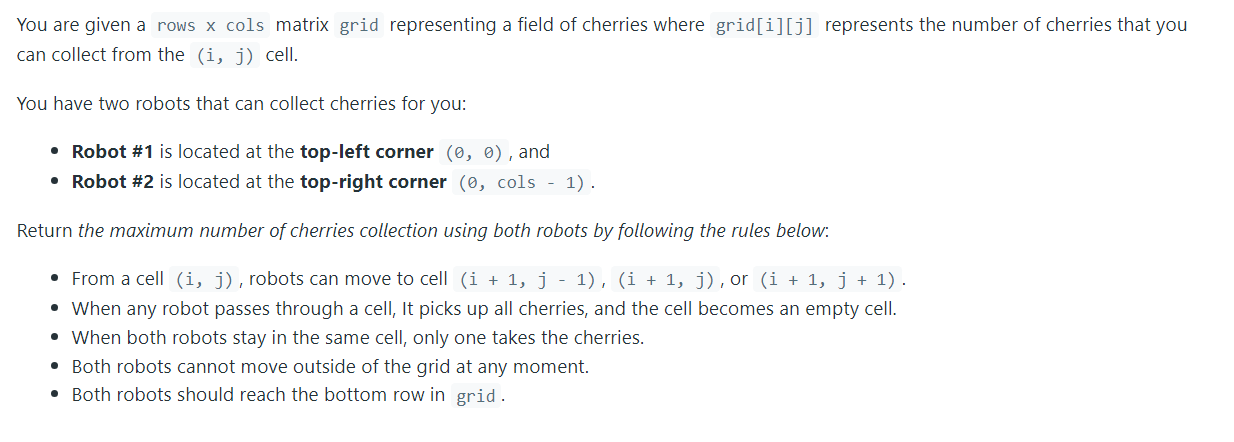 You are given a rows x cols matrix grid representing a field of cherries where grid[i][j] represents the number of cherries that you
can collect from the (i, j) cell.
You have two robots that can collect cherries for you:
• Robot #1 is located at the top-left corner (0, 0), and
• Robot #2 is located at the top-right corner (0, cols - 1).
Return the maximum number of cherries collection using both robots by following the rules below:
• From a cell (i, j), robots can move to cell (i + 1, j - 1), (i + 1, j), or (i + 1, j + 1).
• When any robot passes through a cell, It picks up all cherries, and the cell becomes an empty cell.
• When both robots stay in the same cell, only one takes the cherries.
• Both robots cannot move outside of the grid at any moment.
• Both robots should reach the bottom row in grid.